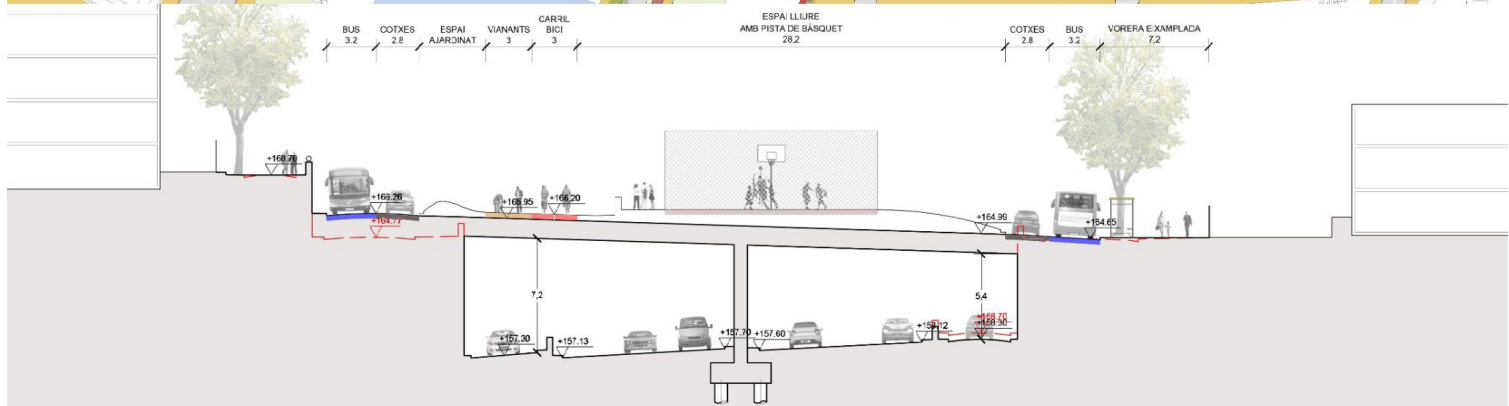 BUS
3.2
COTXES
2.8
ESPAI
AJARDINAT
VIANANTS
3
CARRIL
BICI
3
ESPAI LLIURE
AMB PISTA DE BÀSQUET
28,2
COTXES
2.8
BUS
3.2
VORERA EIXAMPLADA
7,2
+168.70
+166.26
+164.77
+165.95
+166.20
+164.99
+164.65
7,2
5,4
+157.30
+157.13
+157.70
+157.60
+158.70
+158.30